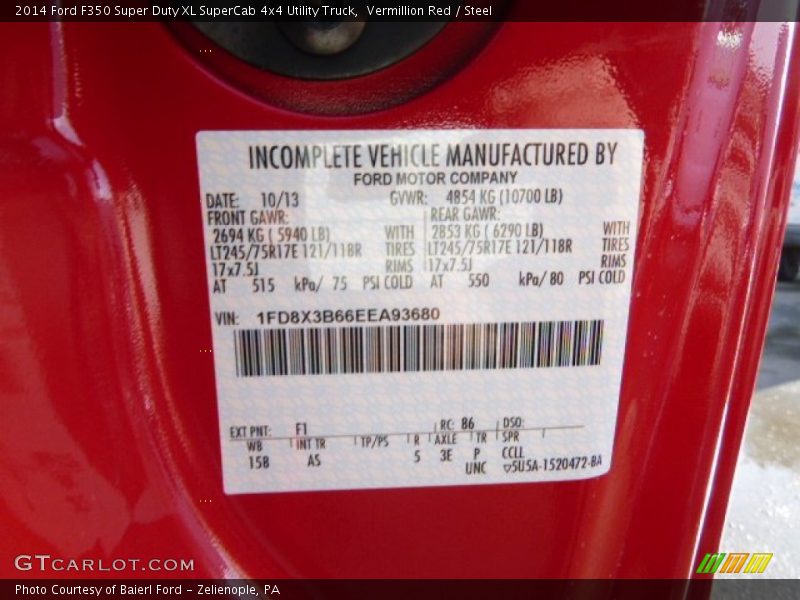 2014 Ford F350 Super Duty XL SuperCab 4x4 Utility Truck,  Vermillion Red / Steel
INCOMPLETE VEHICLE MANUFACTURED BY
FORD MOTOR COMPANY
DATE: 10/13 GVWR: 4854 KG (10700 LB)
FRONT GAWR: REAR GAWR:
2694 KG ( 5940 LB) WITH 2853 KG ( 6290 LB) WITH
LT245/75R17E 121/118R TIRES LT245/75R17E 121/118R TIRES
17x7.5J RIMS 17x7.5J RIMS
AT 515 kPa/ 75 PSI COLD AT 550 kPa/ 80 PSI COLD
VIN: 1FD8X3B66EEA93680
EXT PNT: F1 RC: 86 DSO:
WB INT TR TP/PS R AXLE TR SPR
158 AS 5 3E P CCLL
UNC 5U5A-1520472-BA
GTCARLOT.COM
Photo Courtesy of Baierl Ford - Zelienople, PA